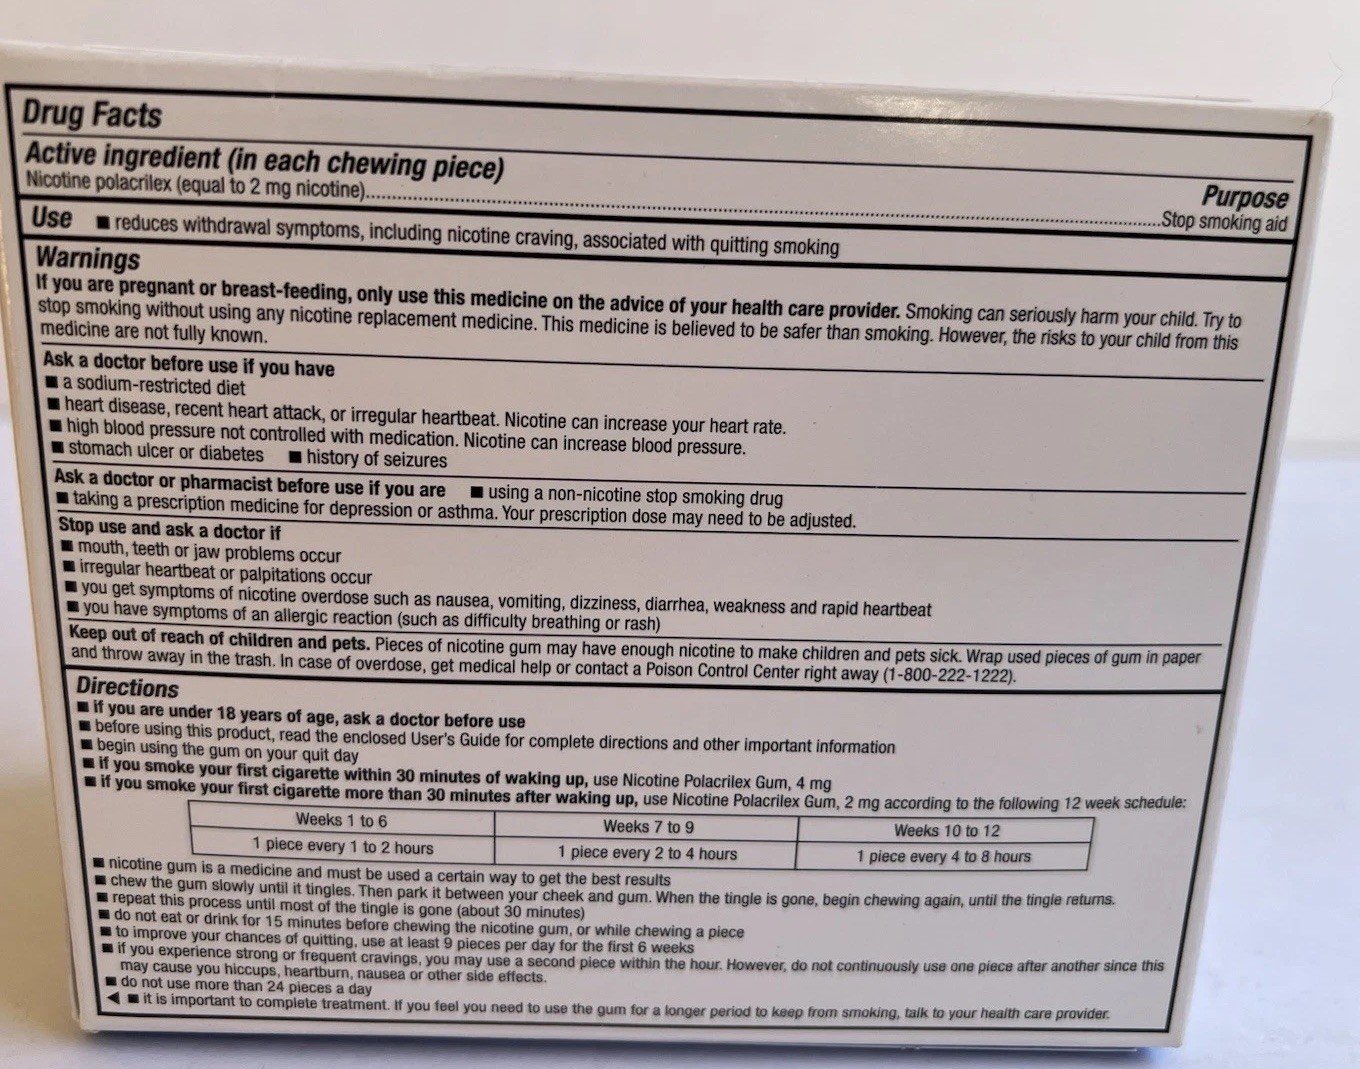 Drug Facts
Active ingredient (in each chewing piece)
Purpose
Nicotine polacrilex (equal to 2 mg nicotine)..........Stop smoking aid
Use ■ reduces withdrawal symptoms, including nicotine craving, associated with quitting smoking
Warnings
If you are pregnant or breast-feeding, only use this medicine on the advice of your health care provider. Smoking can seriously harm your child. Try to
stop smoking without using any nicotine replacement medicine. This medicine is believed to be safer than smoking. However, the risks to your child from this
medicine are not fully known.
Ask a doctor before use if you have
■ a sodium-restricted diet
■ heart disease, recent heart attack, or irregular heartbeat. Nicotine can increase your heart rate.
■ high blood pressure not controlled with medication. Nicotine can increase blood pressure.
■ stomach ulcer or diabetes ■ history of seizures
Ask a doctor or pharmacist before use if you are ■ using a non-nicotine stop smoking drug
■ taking a prescription medicine for depression or asthma. Your prescription dose may need to be adjusted.
Stop use and ask a doctor if
■ mouth, teeth or jaw problems occur
■ irregular heartbeat or palpitations occur
■ you get symptoms of nicotine overdose such as nausea, vomiting, dizziness, diarrhea, weakness and rapid heartbeat
■ you have symptoms of an allergic reaction (such as difficulty breathing or rash)
Keep out of reach of children and pets. Pieces of nicotine gum may have enough nicotine to make children and pets sick. Wrap used pieces of gum in paper
and throw away in the trash. In case of overdose, get medical help or contact a Poison Control Center right away (1-800-222-1222).
Directions
■ if you are under 18 years of age, ask a doctor before use
■ before using this product, read the enclosed User's Guide for complete directions and other important information
■ begin using the gum on your quit day
■ if you smoke your first cigarette within 30 minutes of waking up, use Nicotine Polacrilex Gum, 4 mg
■ if you smoke your first cigarette more than 30 minutes after waking up, use Nicotine Polacrilex Gum, 2 mg according to the following 12 week schedule:
Weeks 1 to 6 Weeks 7 to 9 Weeks 10 to 12
1 piece every 1 to 2 hours 1 piece every 2 to 4 hours 1 piece every 4 to 8 hours
■ nicotine gum is a medicine and must be used a certain way to get the best results
■ chew the gum slowly until it tingles. Then park it between your cheek and gum. When the tingle is gone, begin chewing again, until the tingle returns.
■ repeat this process until most of the tingle is gone (about 30 minutes)
■ do not eat or drink for 15 minutes before chewing the nicotine gum, or while chewing a piece
■ to improve your chances of quitting, use at least 9 pieces per day for the first 6 weeks
■ if you experience strong or frequent cravings, you may use a second piece within the hour. However, do not continuously use one piece after another since this
may cause you hiccups, heartburn, nausea or other side effects.
■ do not use more than 24 pieces a day
■ it is important to complete treatment. If you feel you need to use the gum for a longer period to keep from smoking, talk to your health care provider.